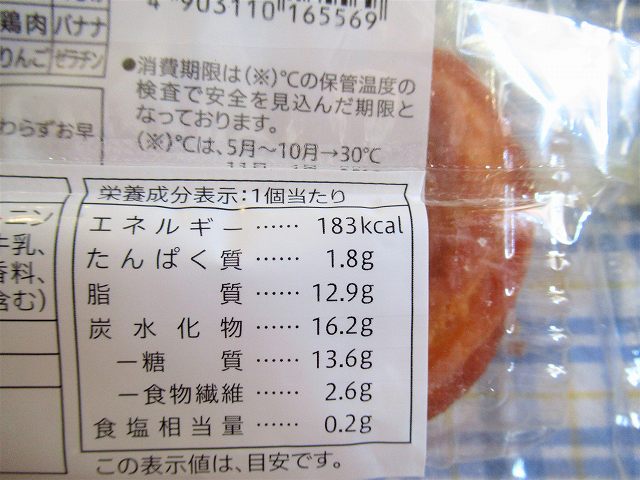 4 903110 165569
鶏肉 バナナ
りんご ゼラチン
●消費期限は(※)℃の保管温度の
検査で安全を見込んだ期限と
なっております。
(※)℃は、5月～10月→30℃
わらずお早
栄養成分表示:1個当たり
エネルギー…… 183kcal
たんぱく質…… 1.8g
脂質…… 12.9g
炭水化物…… 16.2g
－糖質…… 13.6g
－食物繊維…… 2.6g
食塩相当量…… 0.2g
この表示値は、目安です。
ニン
牛乳、
香料、
含む)